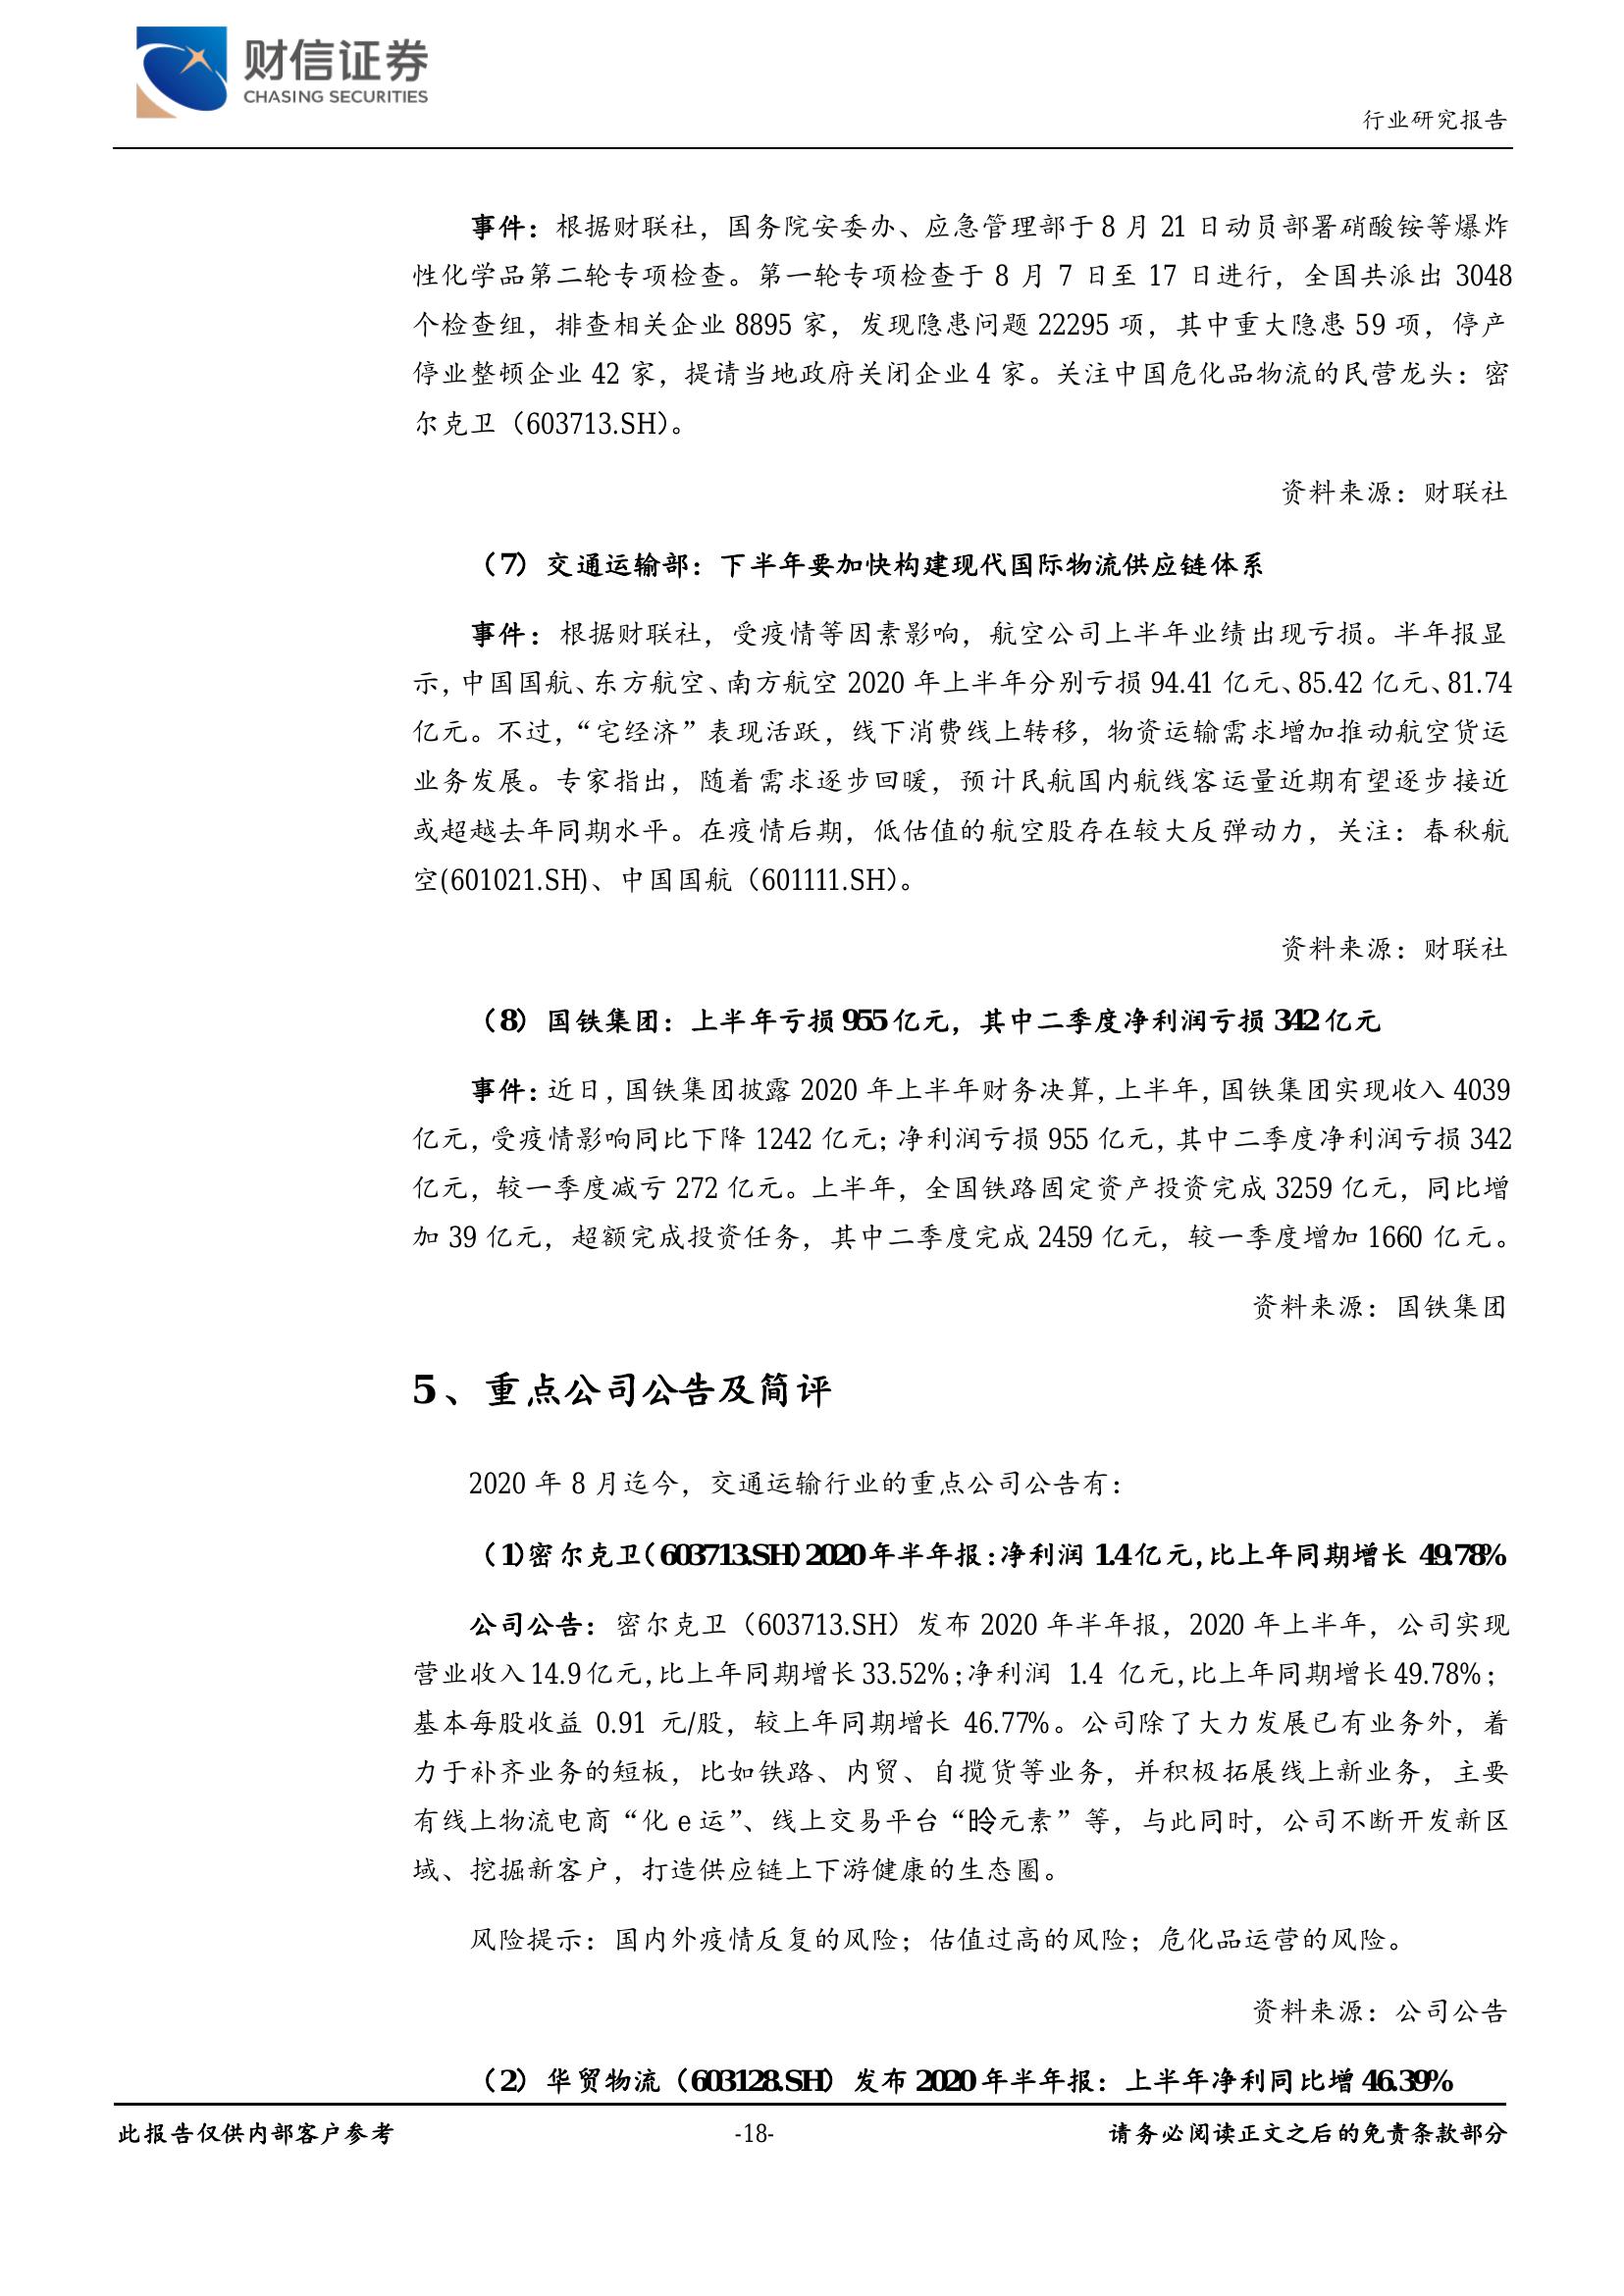 财信证券
CHASING SECURITIES
行业研究报告
事件：根据财联社，国务院安委办、应急管理部于 8 月 21 日动员部署硝酸铵等爆炸
性化学品第二轮专项检查。第一轮专项检查于 8 月 7 日至 17 日进行，全国共派出 3048
个检查组，排查相关企业 8895 家，发现隐患问题 22295 项，其中重大隐患 59 项，停产
停业整顿企业 42 家，提请当地政府关闭企业 4 家。关注中国危化品物流的民营龙头：密
尔克卫（603713.SH）。
资料来源：财联社
（7）交通运输部：下半年要加快构建现代国际物流供应链体系
事件：根据财联社，受疫情等因素影响，航空公司上半年业绩出现亏损。半年报显
示，中国国航、东方航空、南方航空 2020 年上半年分别亏损 94.41 亿元、85.42 亿元、81.74
亿元。不过，“宅经济”表现活跃，线下消费线上转移，物资运输需求增加推动航空货运
业务发展。专家指出，随着需求逐步回暖，预计民航国内航线客运量近期有望逐步接近
或超越去年同期水平。在疫情后期，低估值的航空股存在较大反弹动力，关注：春秋航
空(601021.SH)、中国国航（601111.SH）。
资料来源：财联社
（8）国铁集团：上半年亏损 955 亿元，其中二季度净利润亏损 342 亿元
事件：近日，国铁集团披露 2020 年上半年财务决算，上半年，国铁集团实现收入 4039
亿元，受疫情影响同比下降 1242 亿元；净利润亏损 955 亿元，其中二季度净利润亏损 342
亿元，较一季度减亏 272 亿元。上半年，全国铁路固定资产投资完成 3259 亿元，同比增
加 39 亿元，超额完成投资任务，其中二季度完成 2459 亿元，较一季度增加 1660 亿元。
资料来源：国铁集团
5、重点公司公告及简评
2020 年 8 月迄今，交通运输行业的重点公司公告有：
（1)密尔克卫（603713.SH）2020 年半年报：净利润 1.4 亿元，比上年同期增长 49.78%
公司公告：密尔克卫（603713.SH）发布 2020 年半年报，2020 年上半年，公司实现
营业收入 14.9 亿元，比上年同期增长 33.52%；净利润 1.4 亿元，比上年同期增长 49.78%；
基本每股收益 0.91 元/股，较上年同期增长 46.77%。公司除了大力发展已有业务外，着
力于补齐业务的短板，比如铁路、内贸、自揽货等业务，并积极拓展线上新业务，主要
有线上物流电商“化 e 运”、线上交易平台“昤元素”等，与此同时，公司不断开发新区
域、挖掘新客户，打造供应链上下游健康的生态圈。
风险提示：国内外疫情反复的风险；估值过高的风险；危化品运营的风险。
资料来源：公司公告
（2）华贸物流（603128.SH）发布 2020 年半年报：上半年净利同比增 46.39%
此报告仅供内部客户参考
-18-
请务必阅读正文之后的免责条款部分